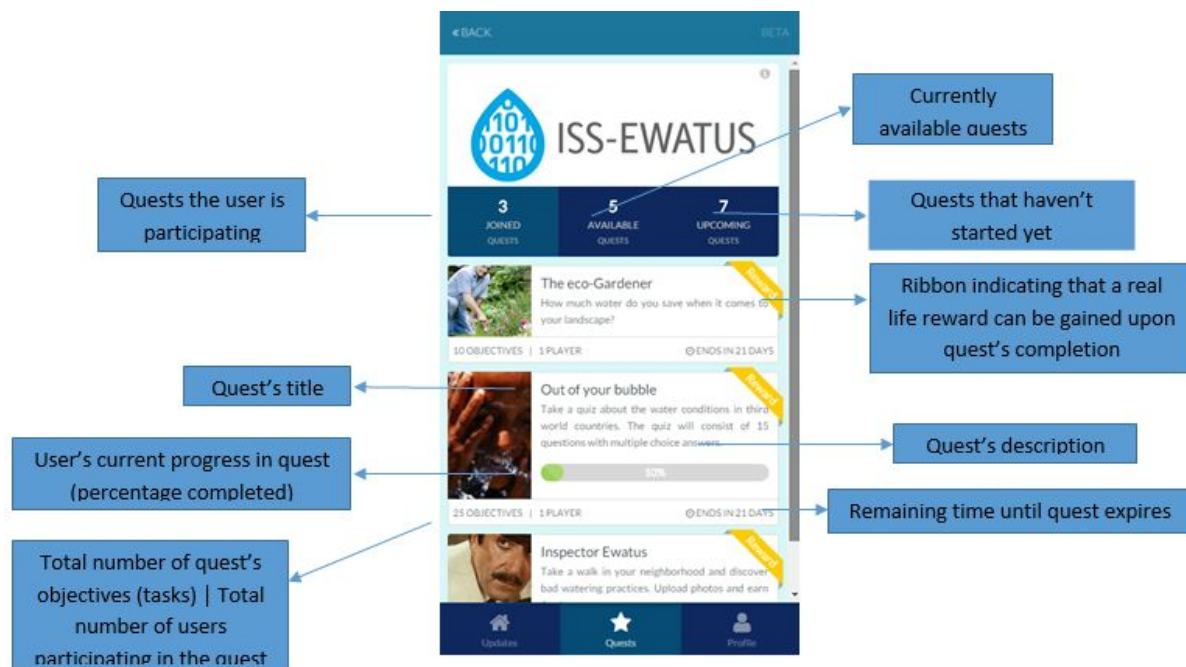 «BACK
BETA
1101
00110
110
ISS-EWATUS
3
JOINED
QUESTS
5
AVAILABLE
QUESTS
7
UPCOMING
QUESTS
The eco-Gardener
Reward
How much water do you save when it comes to
your landscape?
10 OBJECTIVES | 1 PLAYER
ENDS IN 21 DAYS
Out of your bubble
Reward
Take a quiz about the water conditions in third
world countries. The quiz will consist of 15
questions with multiple choice answers.
10%
25 OBJECTIVES | 1 PLAYER
ENDS IN 21 DAYS
Inspector Ewatus
Reward
Take a walk in your neighborhood and discover
bad watering practices. Upload photos and earn
Updates
Quests
Profile
Quests the user is
participating
Quest's title
User's current progress in quest
(percentage completed)
Total number of quest's
objectives (tasks) | Total
number of users
participating in the quest
Currently
available quests
Quests that haven't
started yet
Ribbon indicating that a real
life reward can be gained upon
quest's completion
Quest's description
Remaining time until quest expires